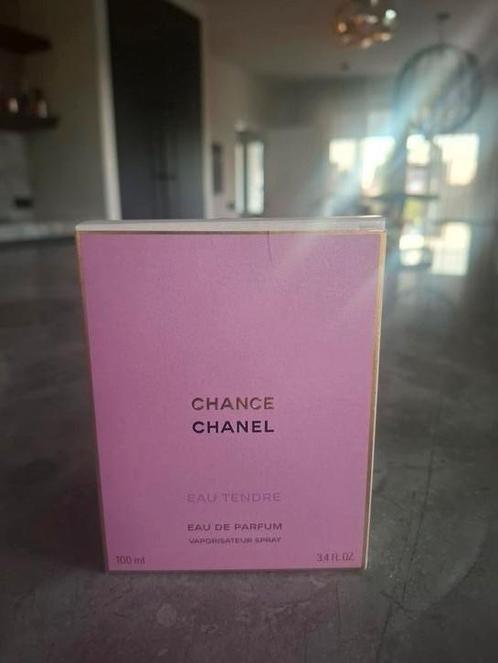 CHANCE
CHANEL
EAU TENDRE
EAU DE PARFUM
VAPORISATEUR SPRAY
100 ml 3.4 FL.OZ.